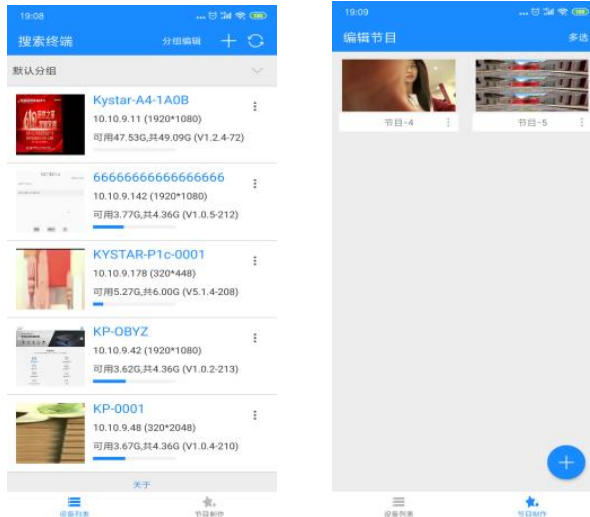 19:08
搜索终端
分组编辑
默认分组
Kystar-A4-1A0B
10.10.9.11 (1920*1080)
可用47.53G,共49.09G (V1.2.4-72)
66666666666666666
10.10.9.142 (1920*1080)
可用3.77G,共4.36G (V1.0.5-212)
KYSTAR-P1c-0001
10.10.9.178 (320*448)
可用5.27G,共6.00G (V5.1.4-208)
KP-OBYZ
10.10.9.42 (1920*1080)
可用3.62G,共4.36G (V1.0.2-213)
KP-0001
10.10.9.48 (320*2048)
可用3.67G,共4.36G (V1.0.4-210)
关于
设备列表
节目制作
19:09
编辑节目
多选
节目-4
节目-5
设备列表
节目制作